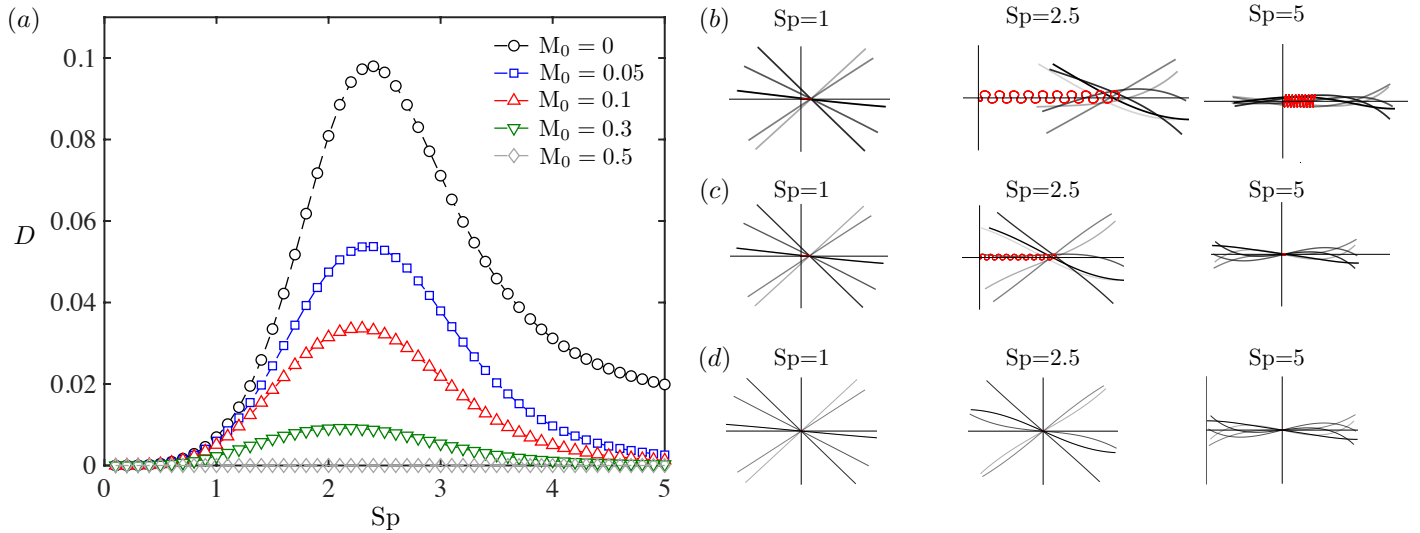 (a)
D
0.1
0.08
0.06
0.04
0.02
0
0 1 2 3 4 5
Sp
M₀ = 0
M₀ = 0.05
M₀ = 0.1
M₀ = 0.3
M₀ = 0.5
(b)
Sp=1 Sp=2.5 Sp=5
(c)
Sp=1 Sp=2.5 Sp=5
(d)
Sp=1 Sp=2.5 Sp=5